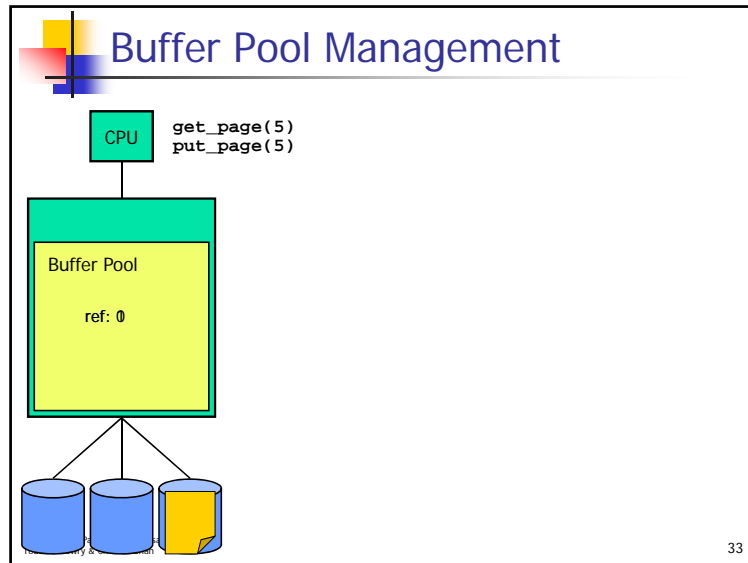 Buffer Pool Management
CPU
get_page(5)
put_page(5)
Buffer Pool
ref: 0
33